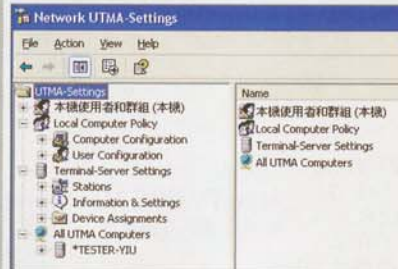 Network UTMA-Settings
File Action View Help
UTMA-Settings
本機使用者和群組 (本機)
Local Computer Policy
Computer Configuration
User Configuration
Terminal-Server Settings
Stations
Information & Settings
Device Assignments
All UTMA Computers
*TESTER-YIU
Name
本機使用者和群組 (本機)
Local Computer Policy
Terminal-Server Settings
All UTMA Computers